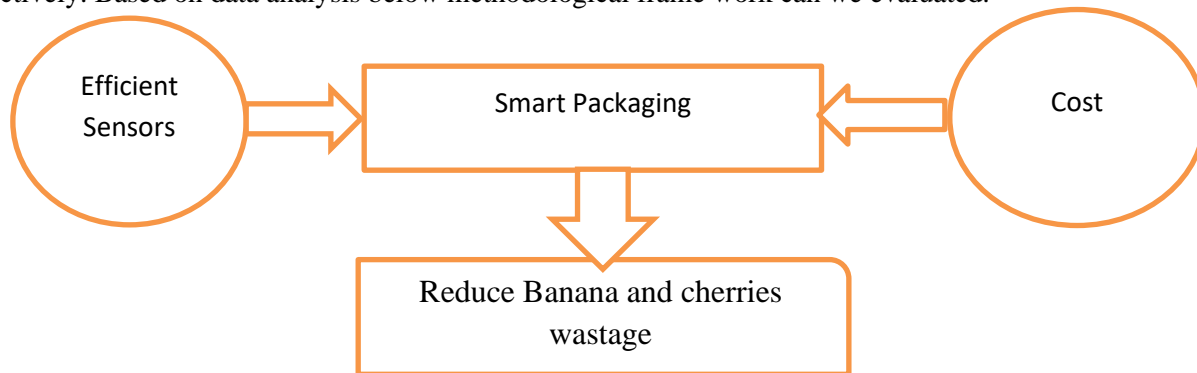 ctively. Based on data analysis below methodological frame work can we evaluated.
Efficient
Sensors
Smart Packaging
Cost
Reduce Banana and cherries
wastage